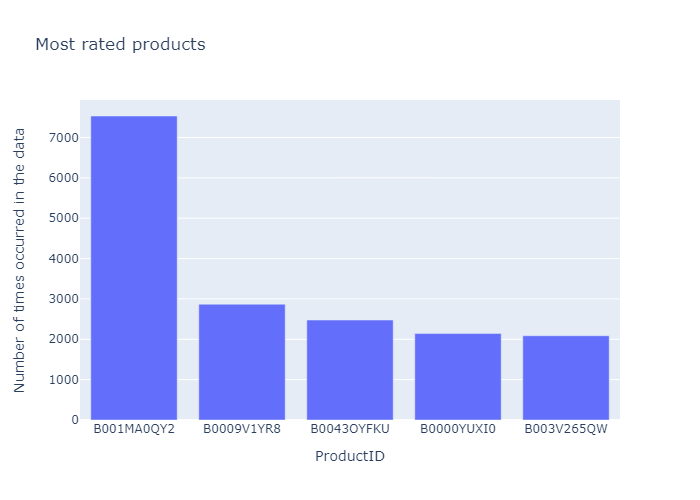 Most rated products
Number of times occurred in the data
7000
6000
5000
4000
3000
2000
1000
0
B001MA0QY2
B0009V1YR8
B0043OYFKU
B0000YUXI0
B003V265QW
ProductID